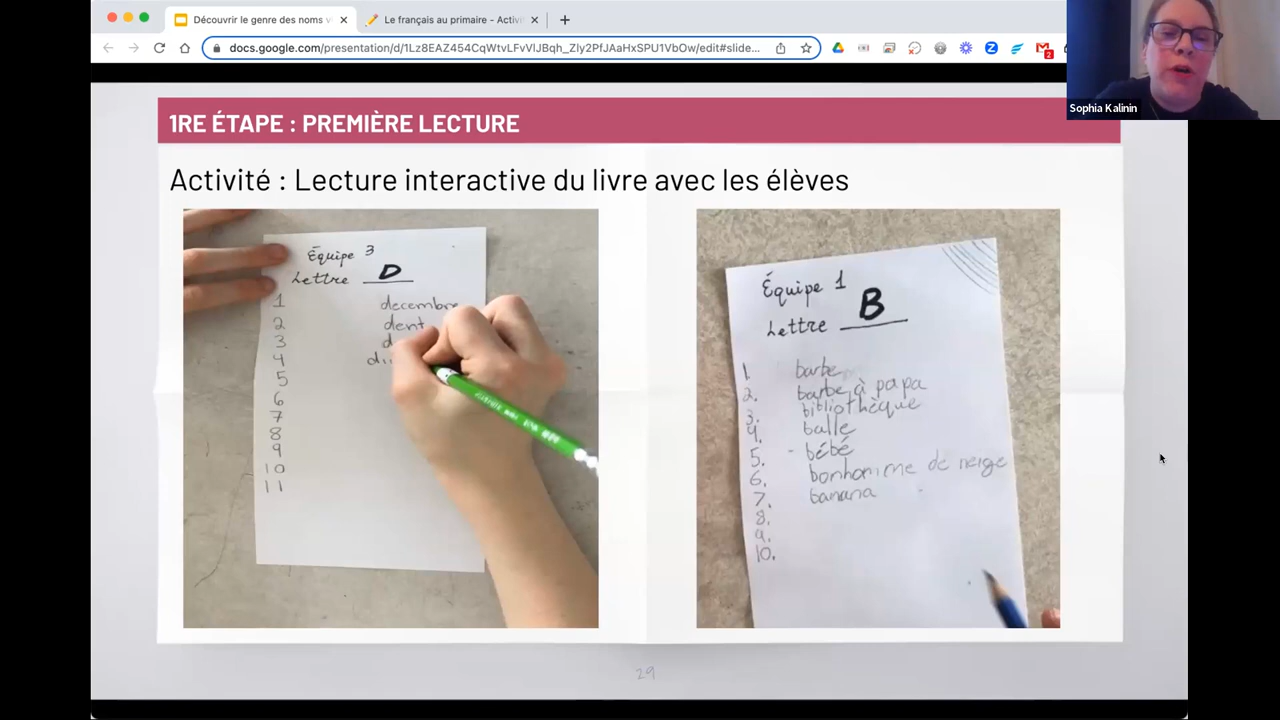 Découvrir le genre des noms
Le français au primaire - Activi
docs.google.com/presentation/d/1Lz8EAZ454CqWtvLFvVlJBqh_Zly2PfJAaHxSPU1VbOw/edit#slide...
2
Sophia Kalinin
1RE ÉTAPE : PREMIÈRE LECTURE
Activité : Lecture interactive du livre avec les élèves
Équipe 3
Lettre D
1 decembre
2 dent
3 d
4
5
6
7
8
9
10
11
Équipe 1
Lettre B
1. barbe
2. barbe à papa
3. bibliothèque
4. balle
5. - bébé
6. bonhomme de neige
7. banana
8.
9.
10.
29